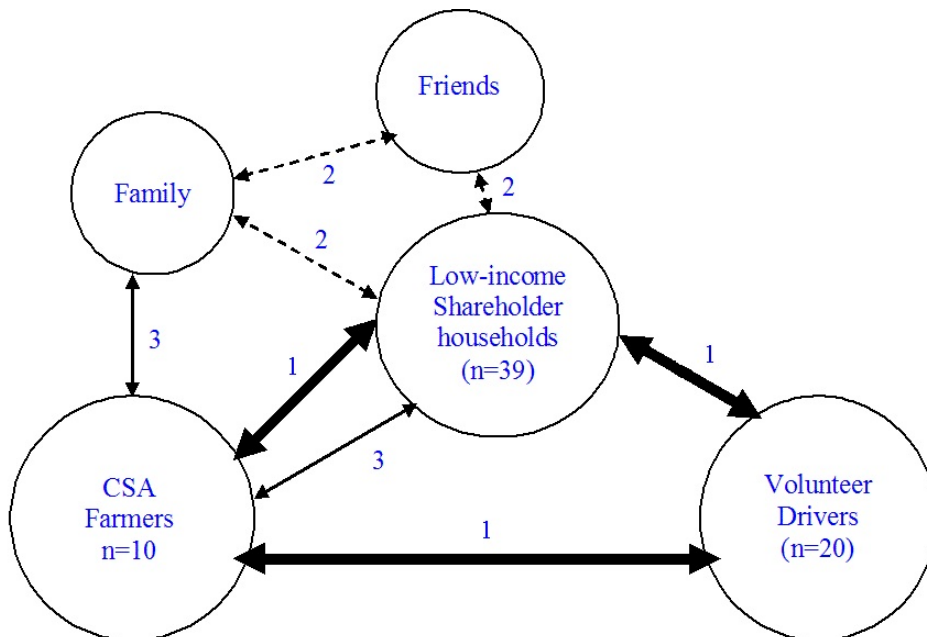 Friends
2
2
Family
2
Low-income
Shareholder
households
(n=39)
3
1
1
3
CSA
Farmers
n=10
Volunteer
Drivers
(n=20)
1